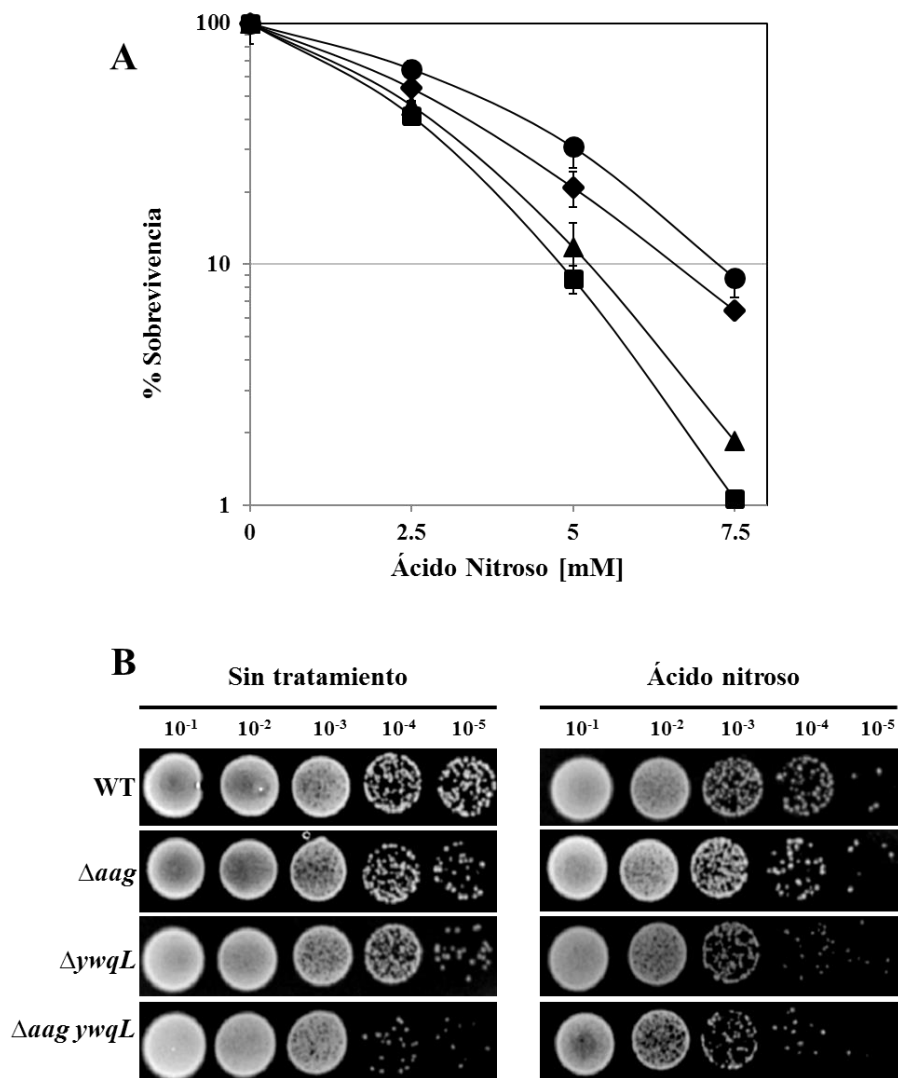 A
100
10
1
% Sobrevivencia
0 2.5 5 7.5
Ácido Nitroso [mM]
B
Sin tratamiento Ácido nitroso
10⁻¹ 10⁻² 10⁻³ 10⁻⁴ 10⁻⁵ 10⁻¹ 10⁻² 10⁻³ 10⁻⁴ 10⁻⁵
WT
Δaag
ΔywqL
Δaag ywqL